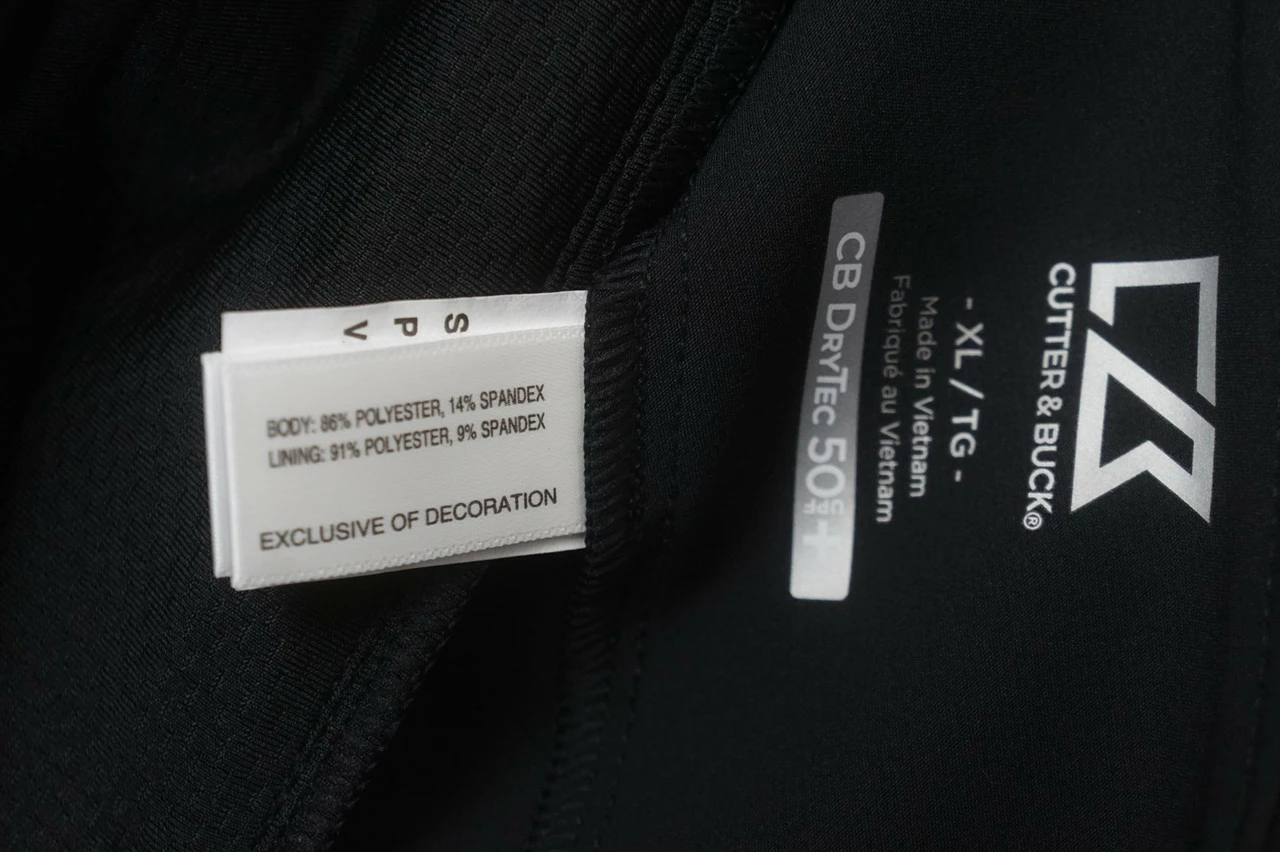 S
P
V
BODY: 86% POLYESTER, 14% SPANDEX
LINING: 91% POLYESTER, 9% SPANDEX
EXCLUSIVE OF DECORATION
CUTTER & BUCK®
- XL / TG -
Made in Vietnam
Fabriqué au Vietnam
CB DRYTEC 50+ UPF